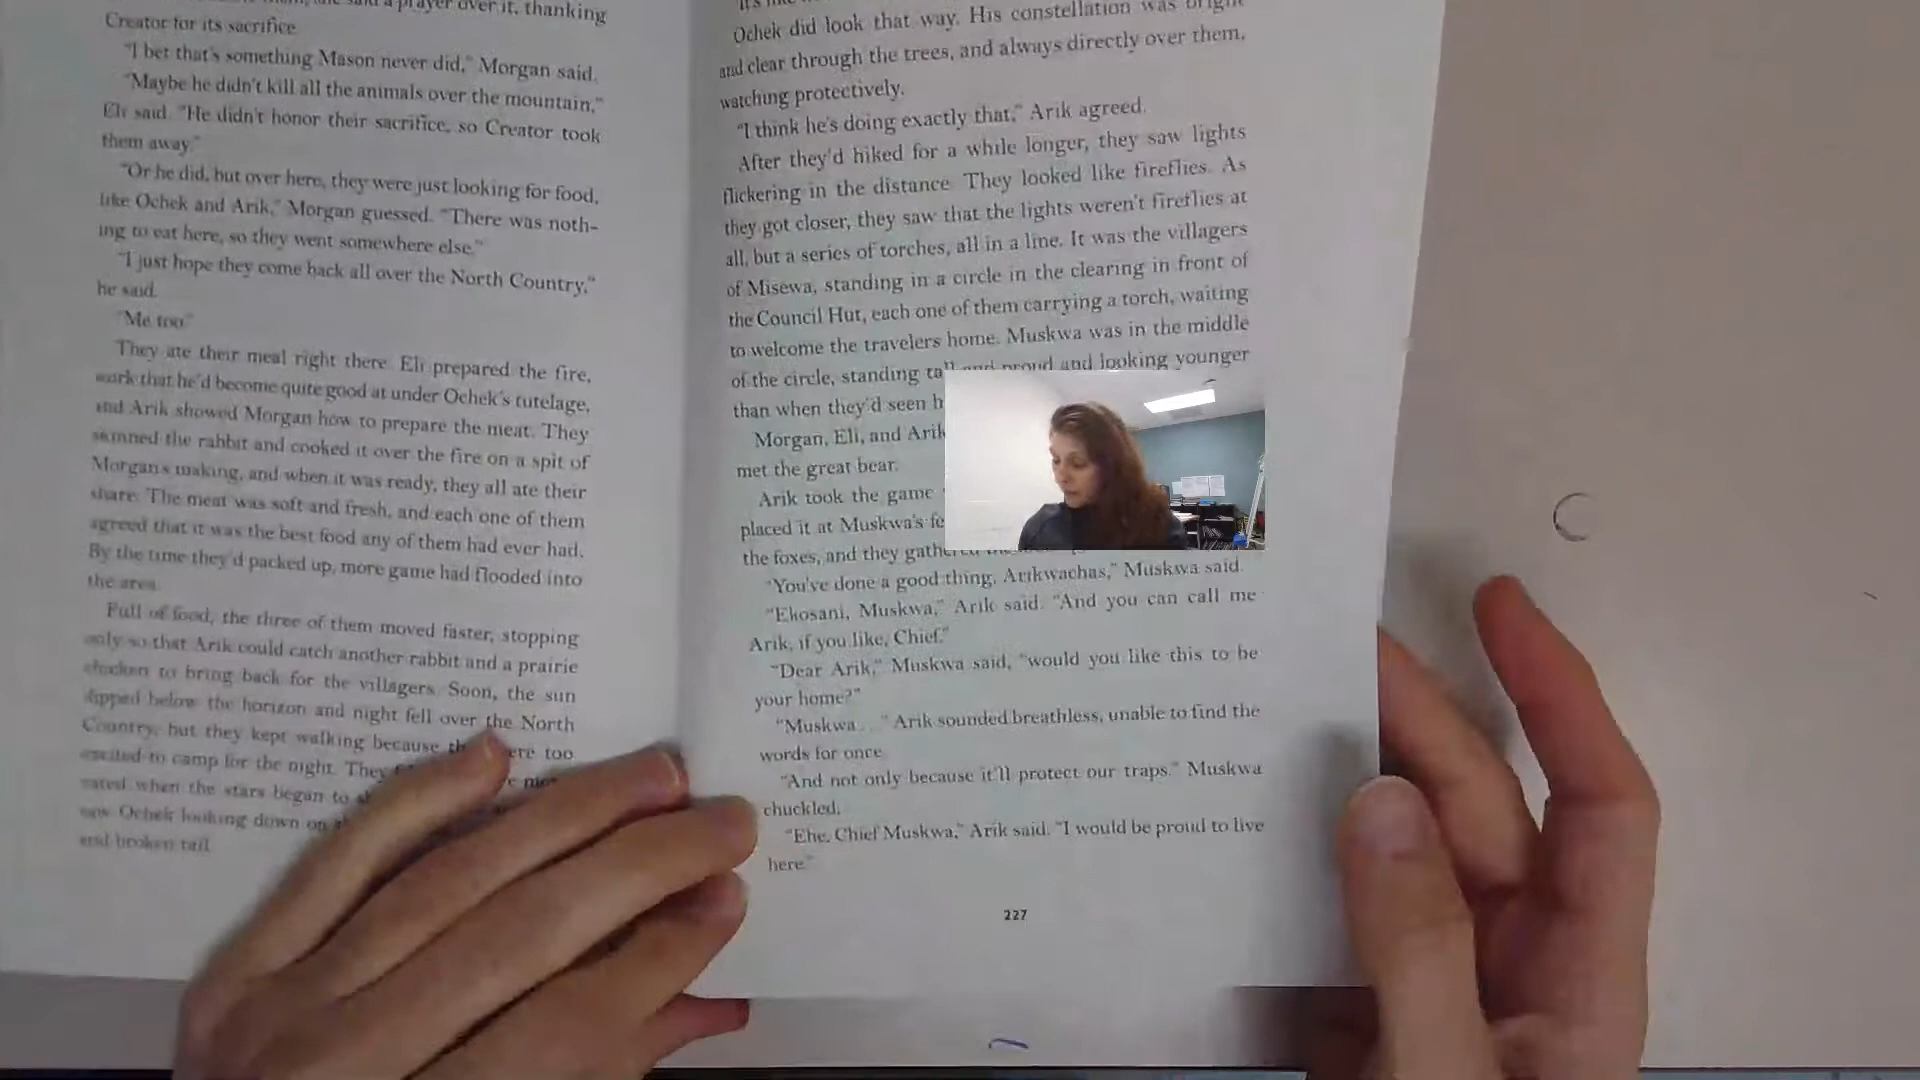 a prayer over it, thanking
Creator for its sacrifice.
"I bet that's something Mason never did," Morgan said.
"Maybe he didn't kill all the animals over the mountain,"
Eli said. "He didn't honor their sacrifice, so Creator took
them away."
"Or he did, but over here, they were just looking for food,
like Ochek and Arik," Morgan guessed. "There was noth-
ing to eat here, so they went somewhere else."
"I just hope they come back all over the North Country,"
he said.
"Me too."
They ate their meal right there. Eli prepared the fire,
work that he'd become quite good at under Ochek's tutelage,
and Arik showed Morgan how to prepare the meat. They
skinned the rabbit and cooked it over the fire on a spit of
Morgan's making, and when it was ready, they all ate their
share. The meat was soft and fresh, and each one of them
agreed that it was the best food any of them had ever had.
By the time they'd packed up, more game had flooded into
the area.
Full of food, the three of them moved faster, stopping
only so that Arik could catch another rabbit and a prairie
chicken to bring back for the villagers. Soon, the sun
dipped below the horizon and night fell over the North
Country, but they kept walking because too
excited to camp for the night. They
vated when the stars began to
saw Ochek looking down on
and broken tail.
Ochek did look that way. His constellation was bright
and clear through the trees, and always directly over them,
watching protectively.
"I think he's doing exactly that," Arik agreed.
After they'd hiked for a while longer, they saw lights
flickering in the distance. They looked like fireflies. As
they got closer, they saw that the lights weren't fireflies at
all, but a series of torches, all in a line. It was the villagers
of Misewa, standing in a circle in the clearing in front of
the Council Hut, each one of them carrying a torch, waiting
to welcome the travelers home. Muskwa was in the middle
of the circle, standing tall and proud and looking younger
than when they'd seen
Morgan, Eli, and Arik
met the great bear.
Arik took the game
placed it at Muskwa's
the foxes, and they
"You've done a good thing, Arikwachas," Muskwa said.
"Ekosani, Muskwa," Arik said. "And you can call me
Arik, if you like, Chief."
"Dear Arik," Muskwa said, "would you like this to be
your home?"
"Muskwa . . ." Arik sounded breathless, unable to find the
words for once.
"And not only because it'll protect our traps." Muskwa
chuckled.
"Ehe, Chief Muskwa," Arik said. "I would be proud to live
here."
227